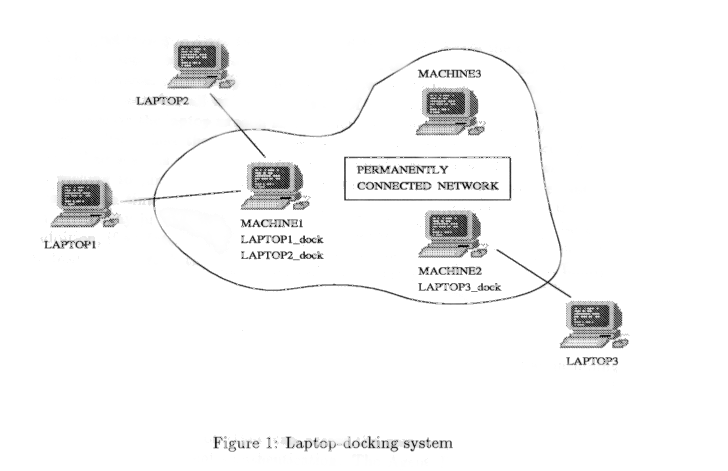 MACHINE3
LAPTOP2
PERMANENTLY
CONNECTED NETWORK
LAPTOP1
MACHINE1
LAPTOP1_dock
LAPTOP2_dock
MACHINE2
LAPTOP3_dock
LAPTOP3
Figure 1: Laptop-docking system